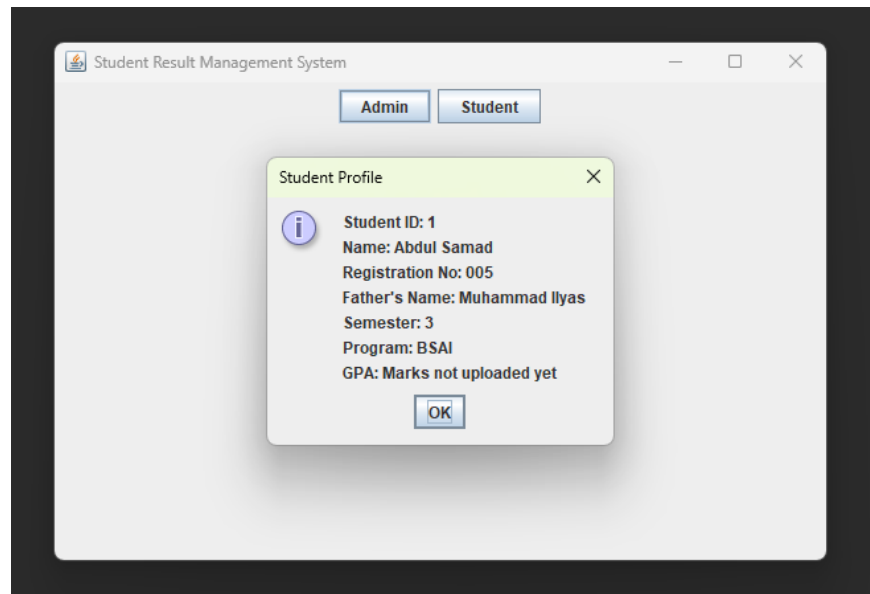 Student Result Management System
Admin Student
Student Profile
Student ID: 1
Name: Abdul Samad
Registration No: 005
Father's Name: Muhammad Ilyas
Semester: 3
Program: BSAI
GPA: Marks not uploaded yet
OK